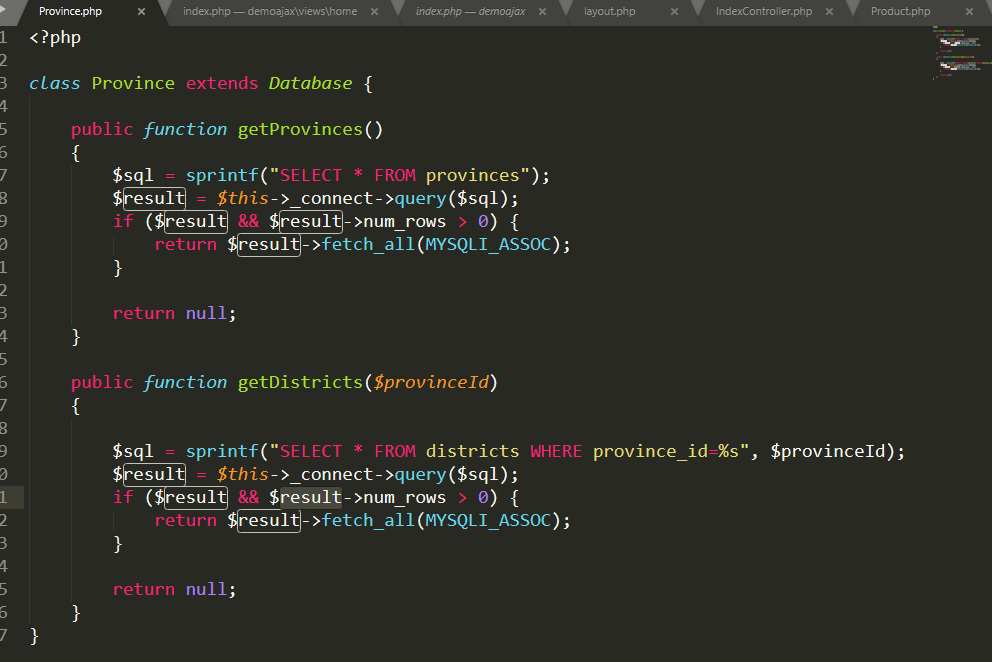 Province.php × index.php — demoajax\views\home × index.php — demoajax × layout.php × IndexController.php × Product.php ×
1 <?php
2
3 class Province extends Database {
4
5     public function getProvinces()
6     {
7         $sql = sprintf("SELECT * FROM provinces");
8         $result = $this->_connect->query($sql);
9         if ($result && $result->num_rows > 0) {
0             return $result->fetch_all(MYSQLI_ASSOC);
1         }
2
3         return null;
4     }
5
6     public function getDistricts($provinceId)
7     {
8
9         $sql = sprintf("SELECT * FROM districts WHERE province_id=%s", $provinceId);
0         $result = $this->_connect->query($sql);
1         if ($result && $result->num_rows > 0) {
2             return $result->fetch_all(MYSQLI_ASSOC);
3         }
4
5         return null;
6     }
7 }